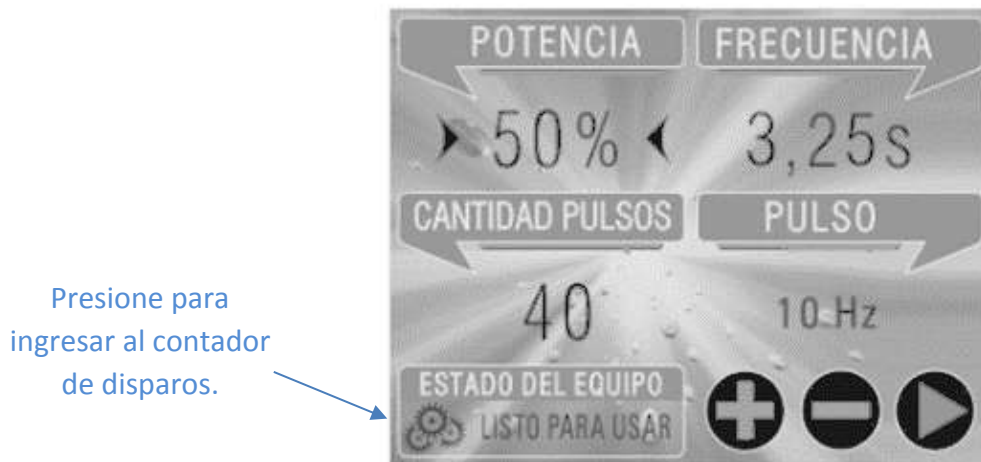 POTENCIA
FRECUENCIA
50%
3,25s
CANTIDAD PULSOS
PULSO
40
10 Hz
Presione para
ingresar al contador
de disparos.
ESTADO DEL EQUIPO
LISTO PARA USAR